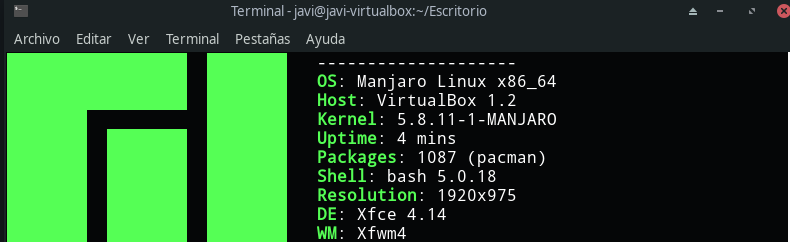 Terminal - javi@javi-virtualbox:~/Escritorio
Archivo Editar Ver Terminal Pestañas Ayuda
--------------------
OS: Manjaro Linux x86_64
Host: VirtualBox 1.2
Kernel: 5.8.11-1-MANJARO
Uptime: 4 mins
Packages: 1087 (pacman)
Shell: bash 5.0.18
Resolution: 1920x975
DE: Xfce 4.14
WM: Xfwm4